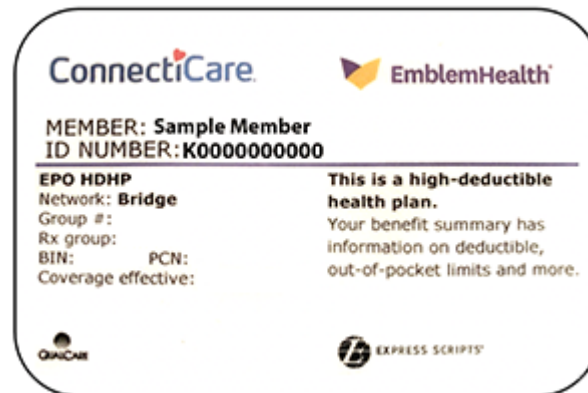 ConnectiCare. EmblemHealth
MEMBER: Sample Member
ID NUMBER: K0000000000
EPO HDHP
Network: Bridge
Group #:
Rx group:
BIN: PCN:
Coverage effective:
This is a high-deductible
health plan.
Your benefit summary has
information on deductible,
out-of-pocket limits and more.
QUALCARE
EXPRESS SCRIPTS®